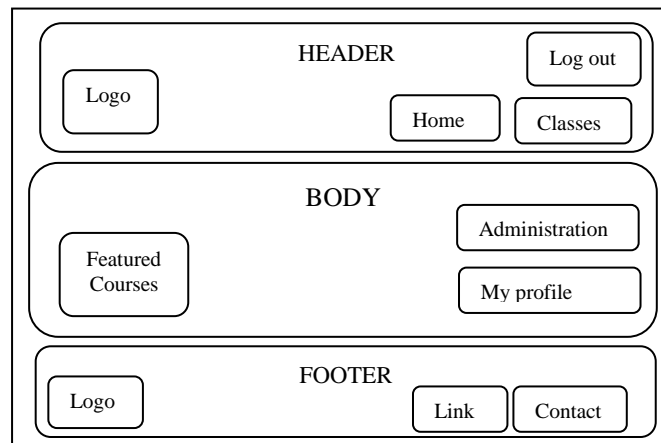 HEADER
Log out
Logo
Home
Classes
BODY
Administration
Featured
Courses
My profile
FOOTER
Logo
Link
Contact